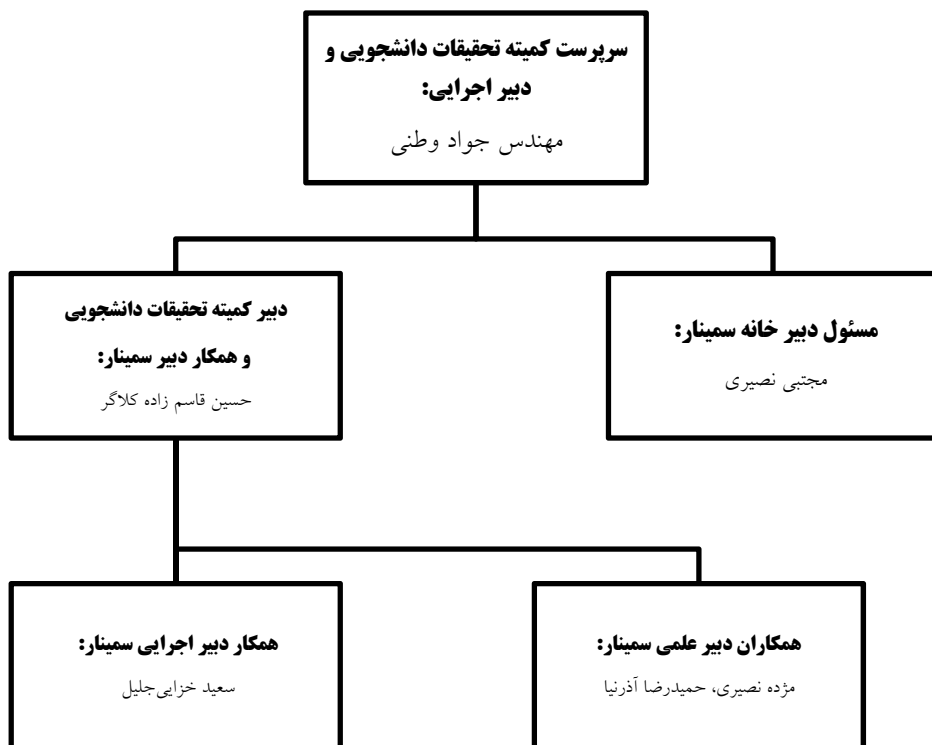 سرپرست کمیته تحقیقات دانشجویی و
دبیر اجرایی:
مهندس جواد وطنی
مسئول دبیر خانه سمینار:
مجتبی نصیری
دبیر کمیته تحقیقات دانشجویی
و همکار دبیر سمینار:
حسین قاسم زاده کلاگر
همکاران دبیر علمی سمینار:
مژده نصیری، حمیدرضا آذرنیا
همکار دبیر اجرایی سمینار:
سعید خزایی‌جلیل